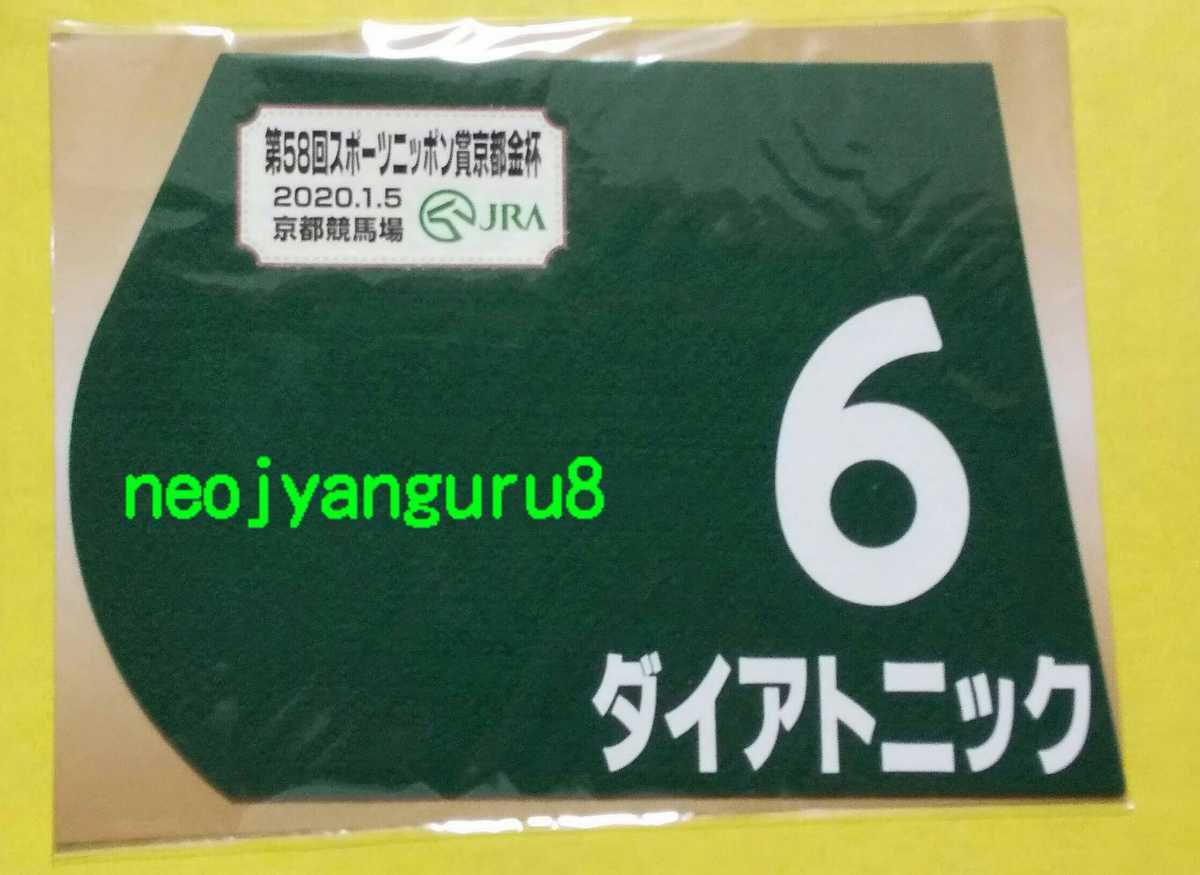 第58回スポーツニッポン賞京都金杯
2020.1.5
京都競馬場
JRA
6
neojyanguru8
ダイアトニック